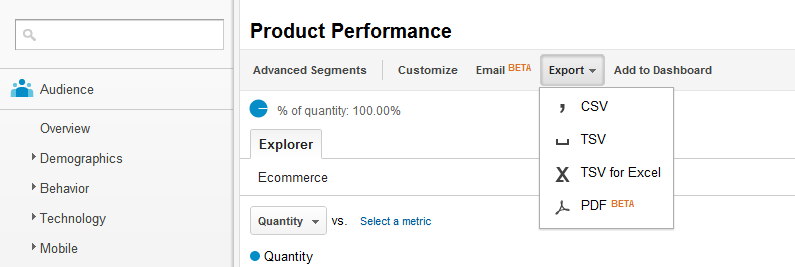 Product Performance
Advanced Segments Customize Email BETA Export Add to Dashboard
CSV
TSV
TSV for Excel
PDF BETA
% of quantity: 100.00%
Explorer
Ecommerce
Quantity vs. Select a metric
Quantity
Audience
Overview
Demographics
Behavior
Technology
Mobile